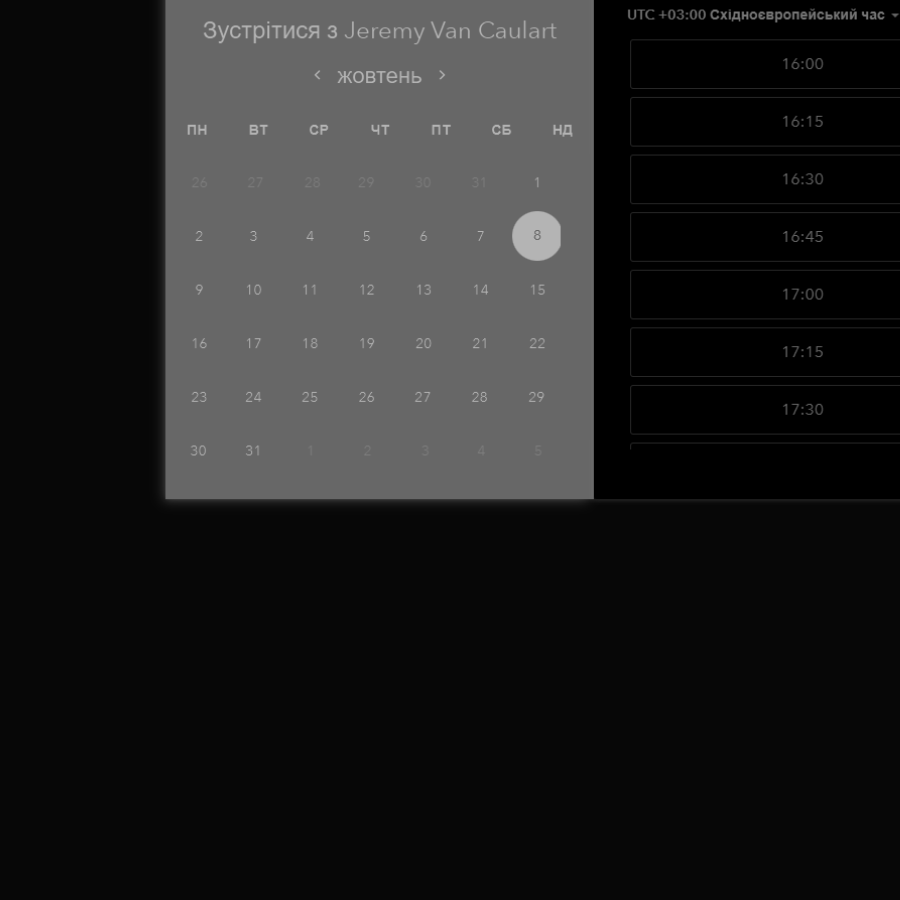 Зустрітися з Jeremy Van Caulart
жовтень
ПН ВТ СР ЧТ ПТ СБ НД
26 27 28 29 30 31 1
2 3 4 5 6 7 8
9 10 11 12 13 14 15
16 17 18 19 20 21 22
23 24 25 26 27 28 29
30 31 1 2 3 4 5
UTC +03:00 Східноєвропейський час
16:00
16:15
16:30
16:45
17:00
17:15
17:30